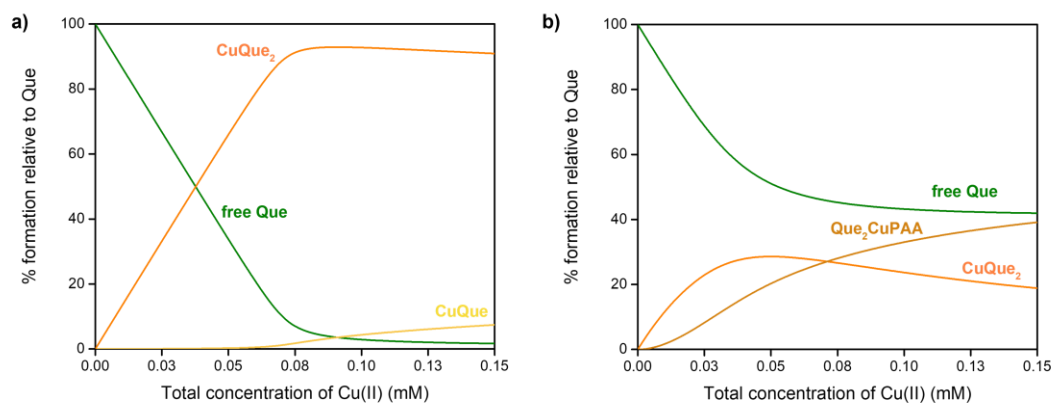 a)
% formation relative to Que
100
80
60
40
20
0
CuQue₂
free Que
CuQue
0.00 0.03 0.05 0.08 0.10 0.13 0.15
Total concentration of Cu(II) (mM)
b)
% formation relative to Que
100
80
60
40
20
0
free Que
Que₂CuPAA
CuQue₂
0.00 0.03 0.05 0.08 0.10 0.13 0.15
Total concentration of Cu(II) (mM)